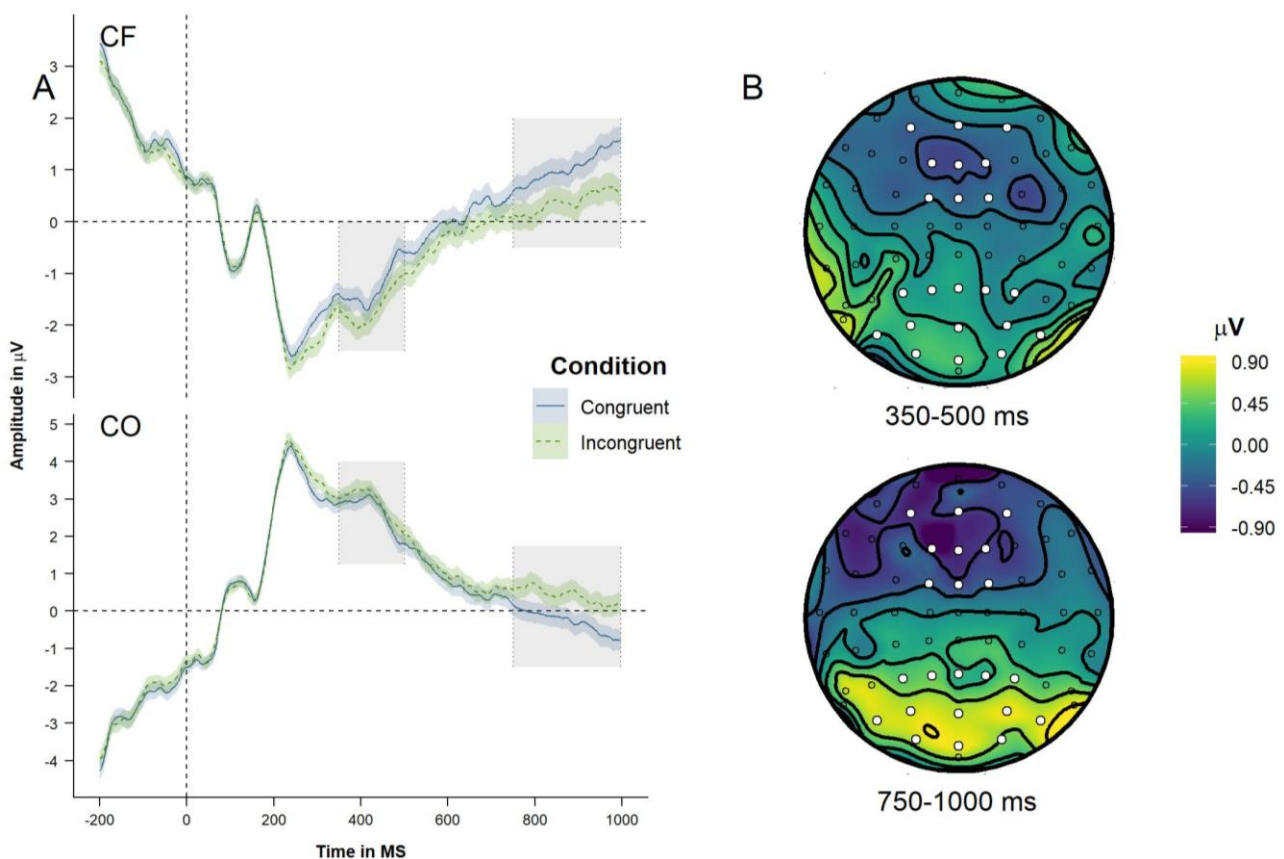 CF
A
B
3
2
1
0
-1
-2
-3
Amplitude in μV
350-500 ms
Condition
Congruent
Incongruent
μV
0.90
0.45
0.00
-0.45
-0.90
CO
5
4
3
2
1
0
-1
-2
-3
-4
-200 0 200 400 600 800 1000
Time in MS
750-1000 ms